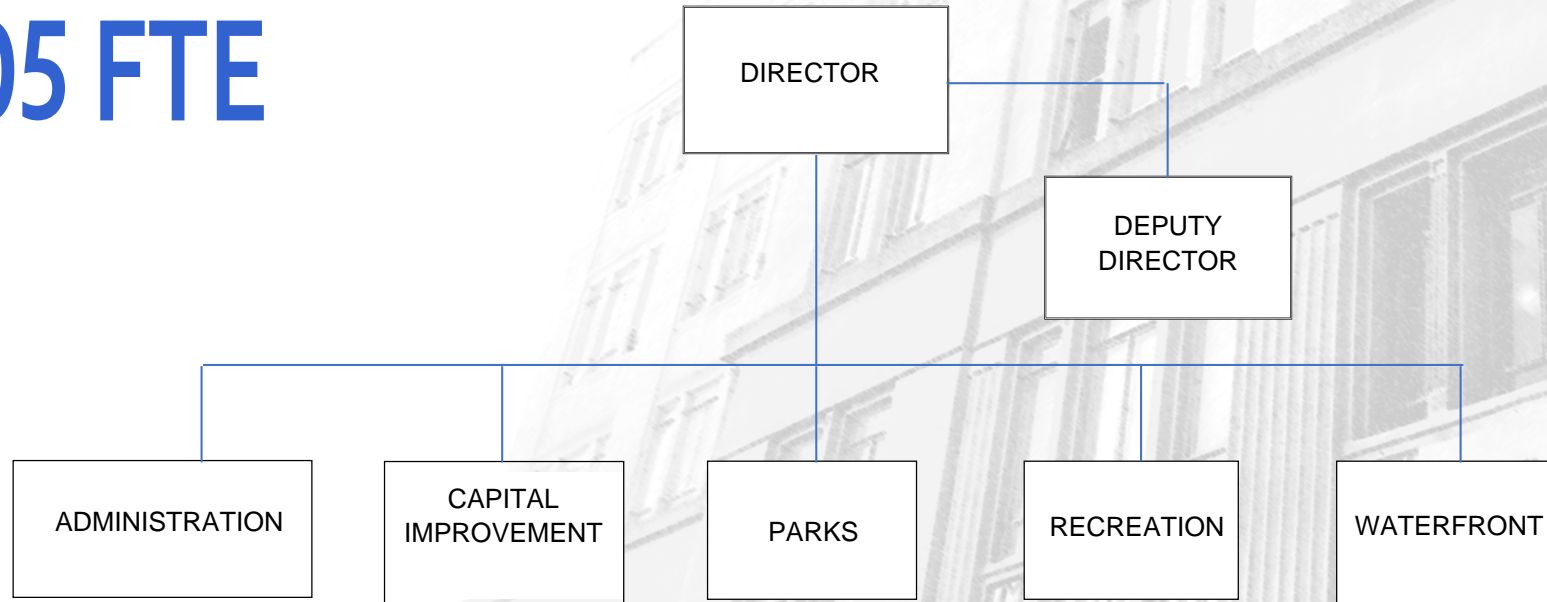 05 FTE
DIRECTOR
DEPUTY
DIRECTOR
ADMINISTRATION
CAPITAL
IMPROVEMENT
PARKS
RECREATION
WATERFRONT